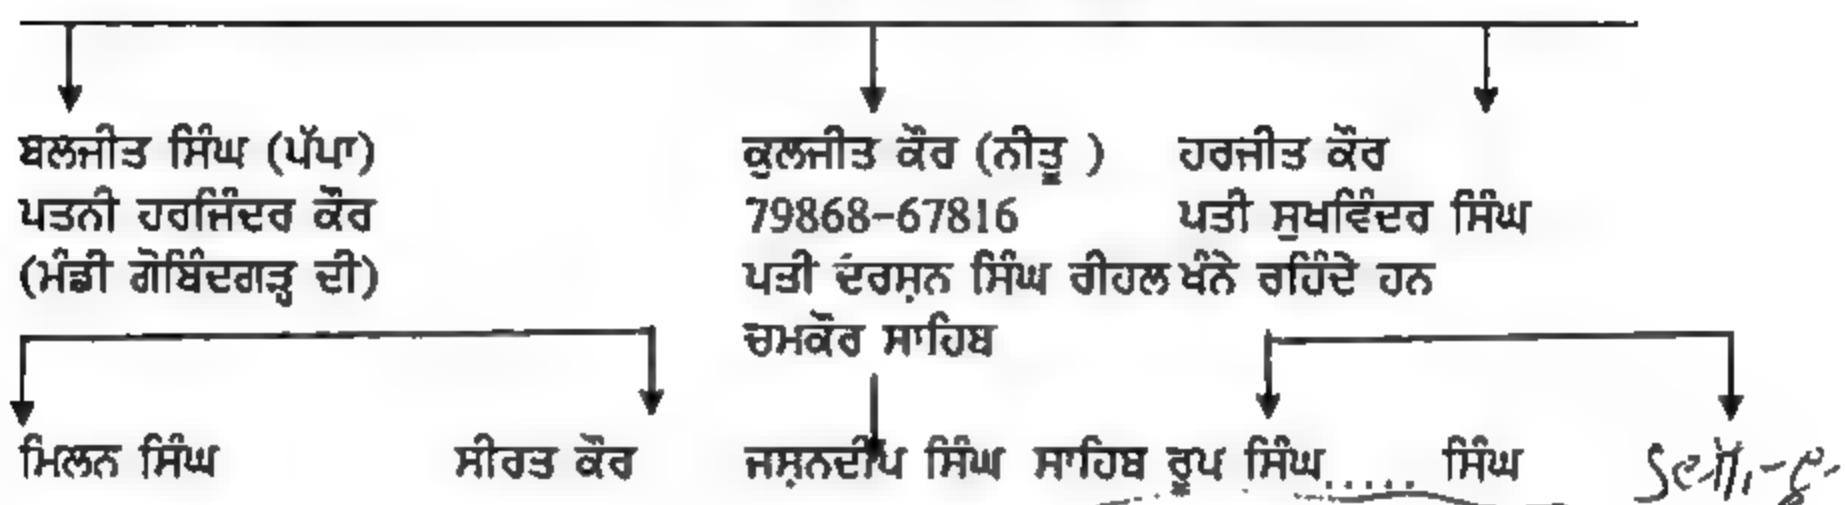 ਬਲਜੀਤ ਸਿੰਘ (ਪੱਪਾ)
ਪਤਨੀ ਹਰਜਿੰਦਰ ਕੌਰ
(ਮੰਡੀ ਗੋਬਿੰਦਗੜ੍ਹ ਦੀ)
ਕੁਲਜੀਤ ਕੌਰ (ਨੀਤੂ )
79868-67816
ਪਤੀ ਦਰਸ਼ਨ ਸਿੰਘ ਰੀਹਲ
ਚਮਕੌਰ ਸਾਹਿਬ
ਹਰਜੀਤ ਕੌਰ
ਪਤੀ ਸੁਖਵਿੰਦਰ ਸਿੰਘ
ਖੰਨੇ ਰਹਿੰਦੇ ਹਨ
ਮਿਲਨ ਸਿੰਘ ਸੀਰਤ ਕੌਰ ਜਸ਼ਨਦੀਪ ਸਿੰਘ ਸਾਹਿਬ ਰੂਪ ਸਿੰਘ..... ਸਿੰਘ